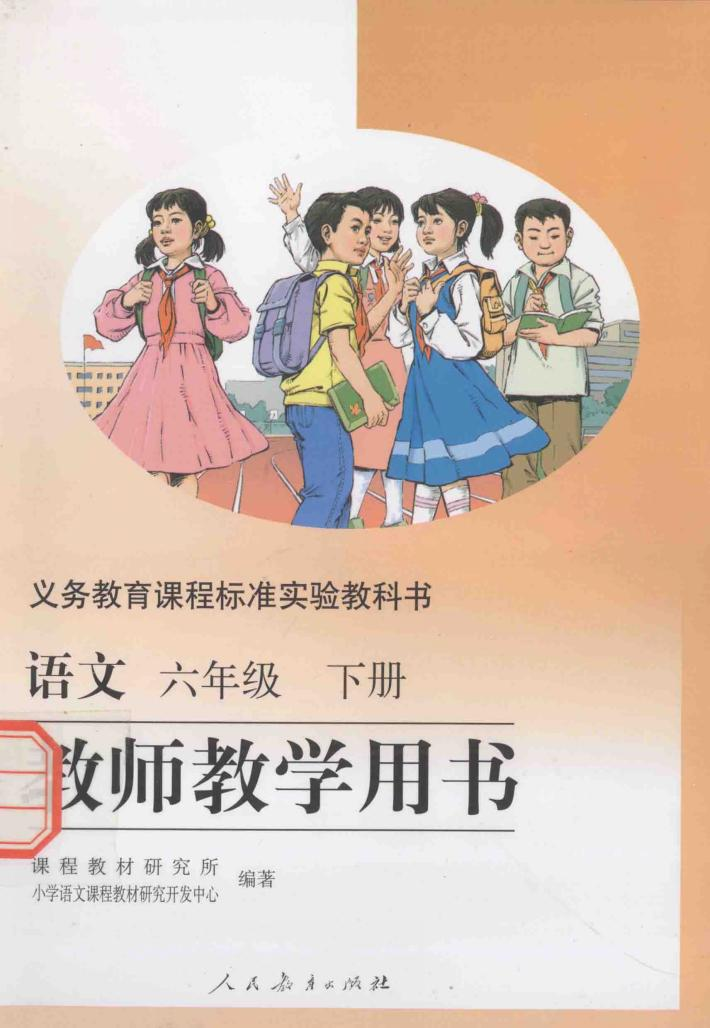 义务教育课程标准实验教科书
语文 六年级 下册
教师教学用书
课程教材研究所
小学语文课程教材研究开发中心
编著
人民教育出版社